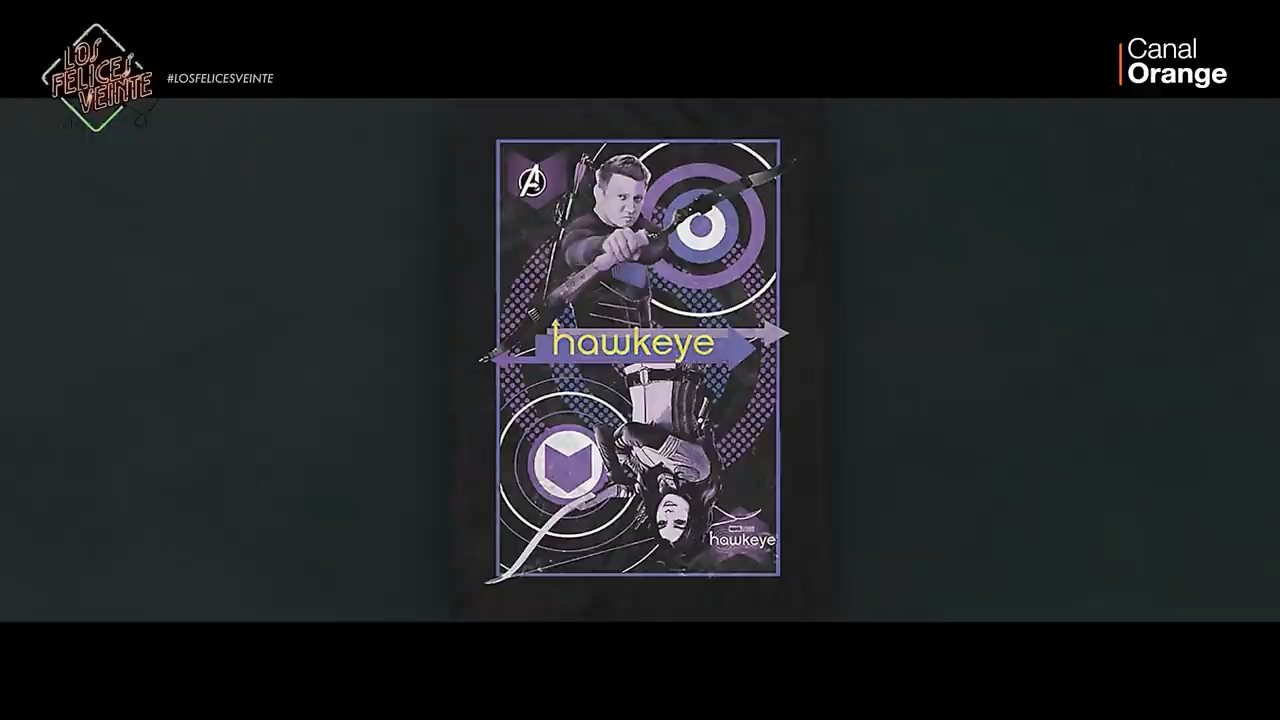 LOS
FELICES
VEINTE
#LOSFELICESVEINTE
Canal
Orange
hawkeye
hawkeye